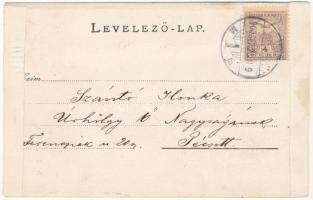 LEVELEZŐ-LAP.
Czím
Szántó Ilonka
Úrhölgy Ő Nagyságának
Ferencziek u 20.
Pécsett